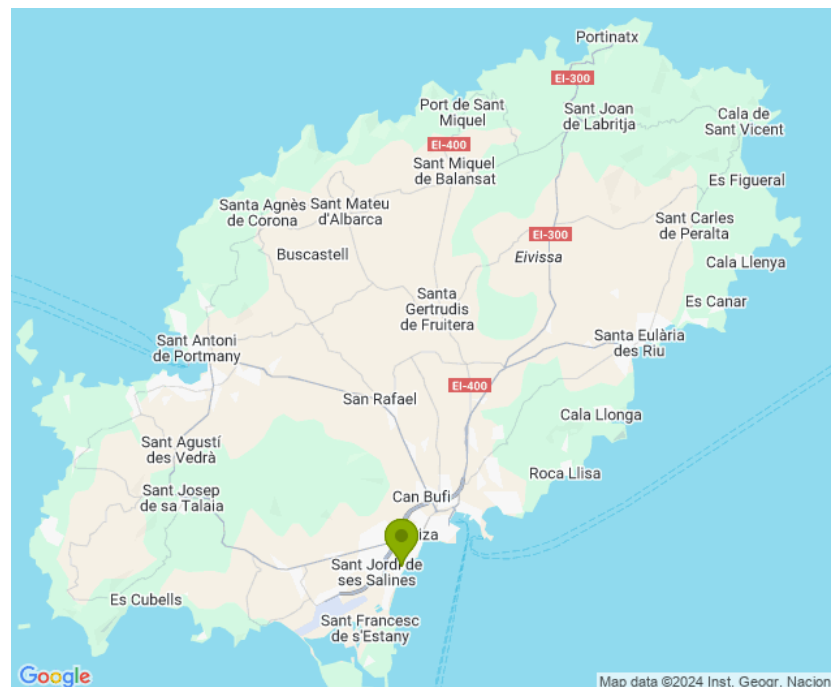 Portinatx
EI-300
Port de Sant
Miquel
Sant Joan
de Labritja
Cala de
Sant Vicent
EI-400
Sant Miquel
de Balansat
Es Figueral
Santa Agnès
de Corona
Sant Mateu
d'Albarca
Sant Carles
de Peralta
EI-300
Buscastell
Eivissa
Cala Llenya
Santa
Gertrudis
de Fruitera
Es Canar
Sant Antoni
de Portmany
Santa Eulària
des Riu
EI-400
San Rafael
Cala Llonga
Sant Agustí
des Vedrà
Roca Llisa
Sant Josep
de sa Talaia
Can Bufi
iza
Sant Jordi de
ses Salines
Es Cubells
Sant Francesc
de s'Estany
Google
Map data ©2024 Inst. Geogr. Nacion